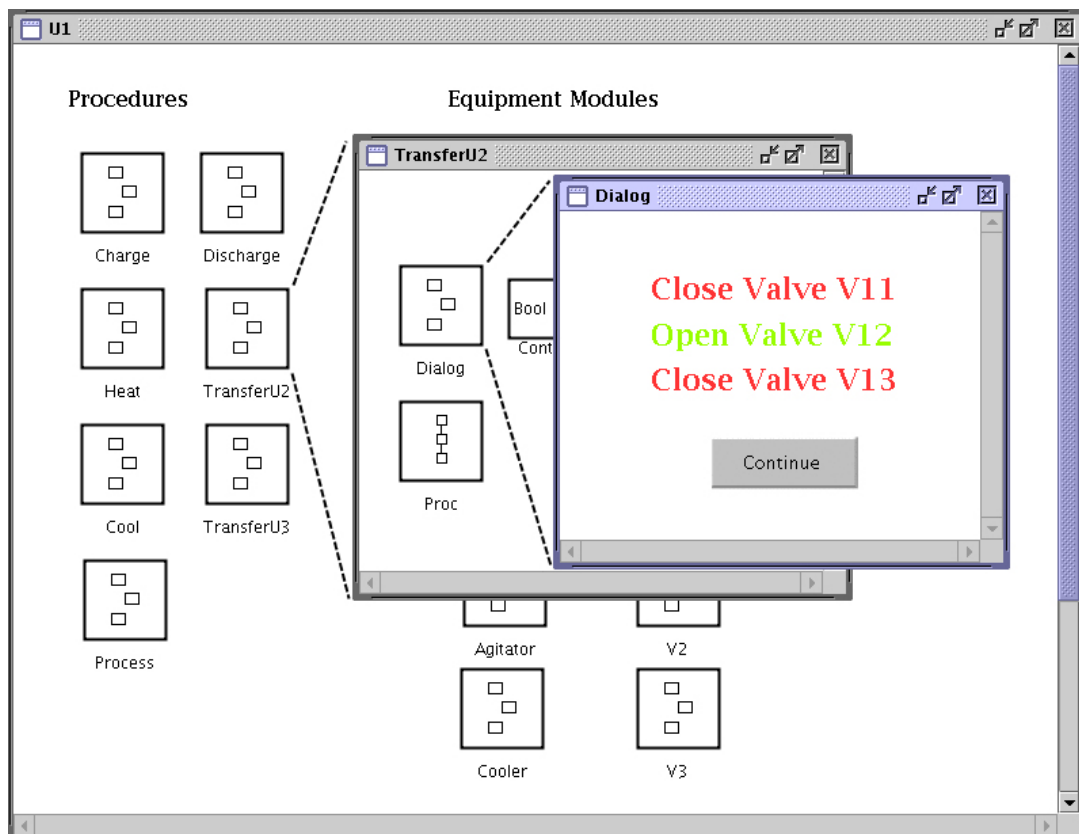 U1
Procedures
Equipment Modules
TransferU2
Dialog
Charge
Discharge
Close Valve V11
Open Valve V12
Close Valve V13
Bool
Cont
Dialog
Heat
TransferU2
Continue
Proc
Cool
TransferU3
Process
Agitator
V2
Cooler
V3